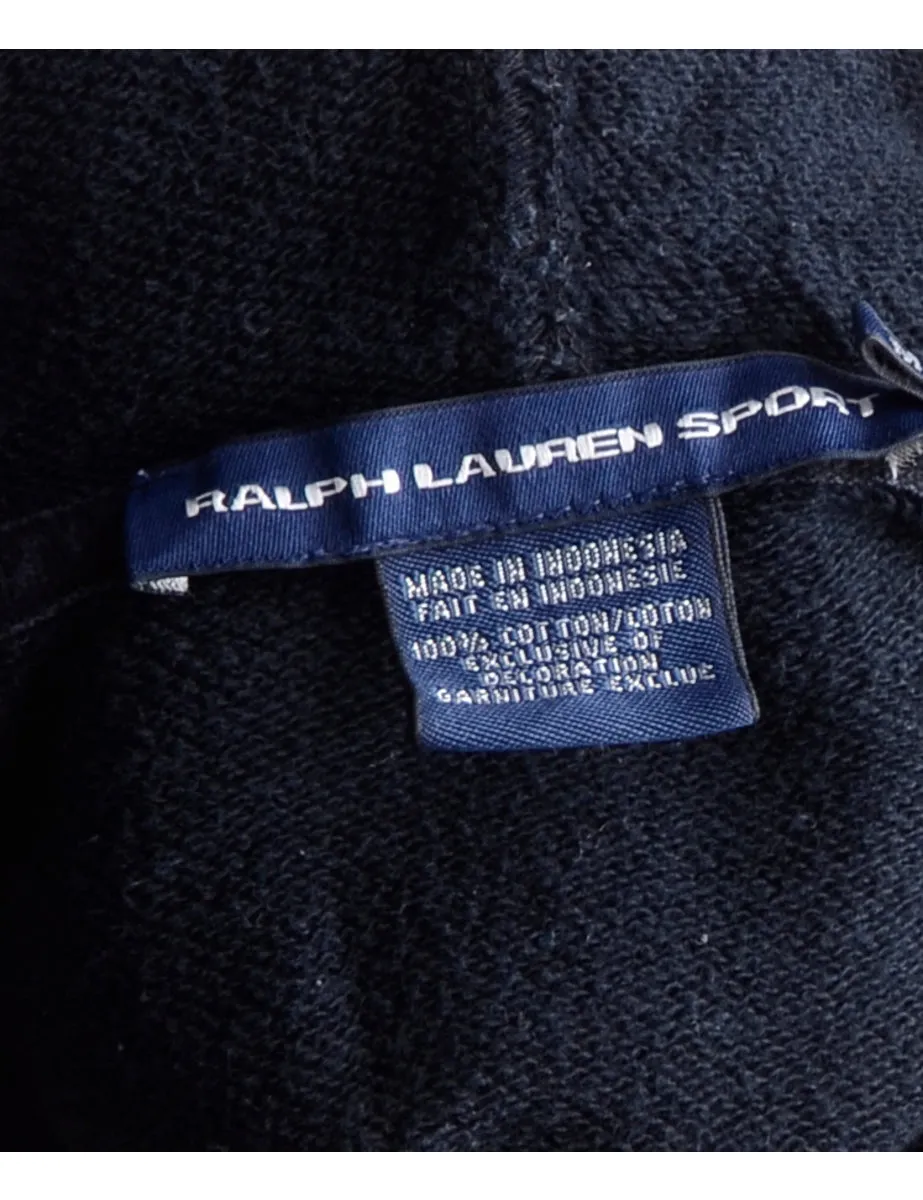 RALPH LAUREN SPORT
MADE IN INDONESIA
FAIT EN INDONESIE
100% COTTON/COTON
EXCLUSIVE OF
DECORATION
GARNITURE EXCLUE